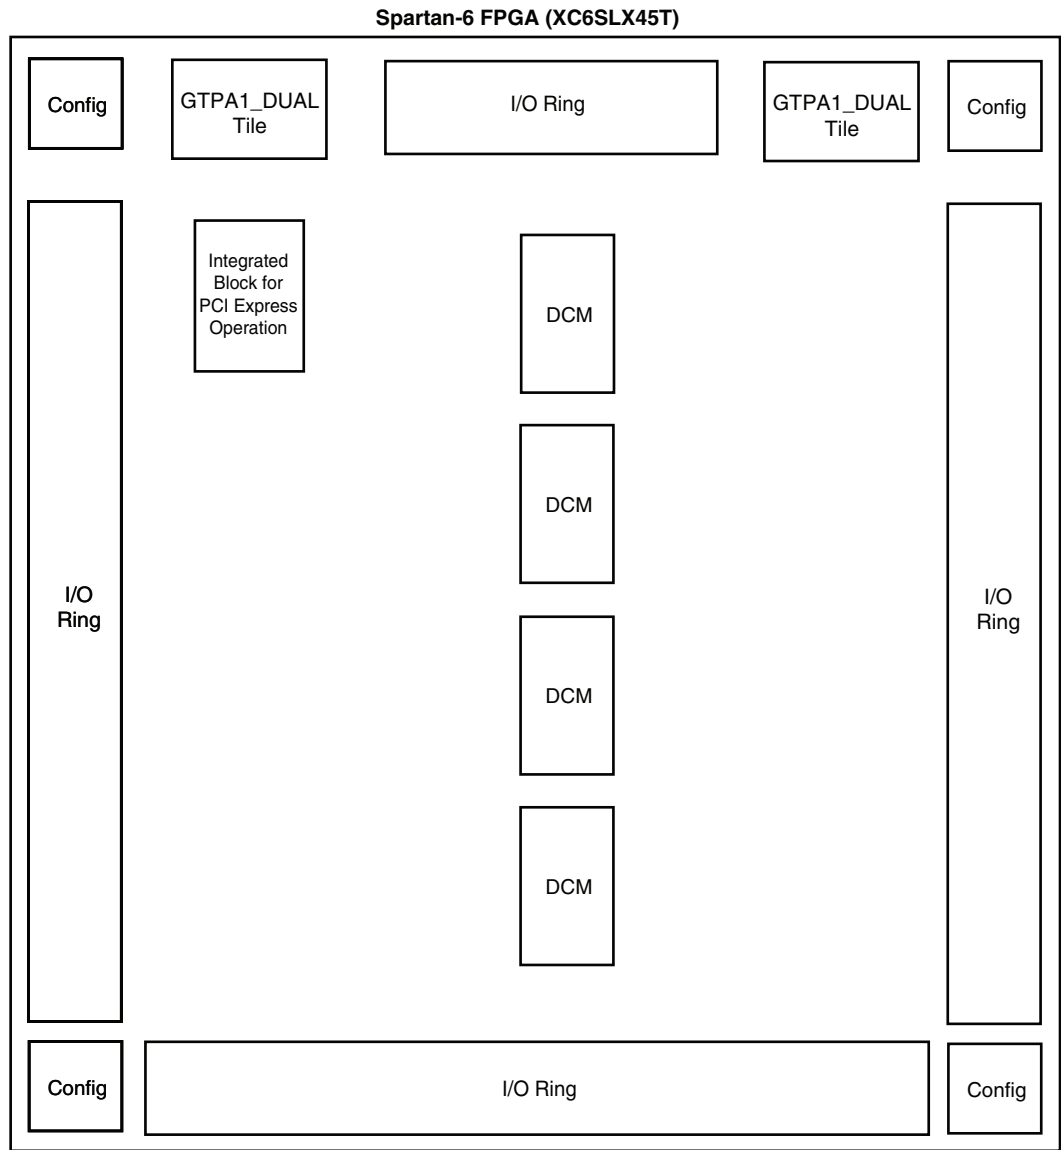 Spartan-6 FPGA (XC6SLX45T)
Config
GTPA1_DUAL
Tile
I/O Ring
GTPA1_DUAL
Tile
Config
Integrated
Block for
PCI Express
Operation
DCM
DCM
I/O
Ring
I/O
Ring
DCM
DCM
Config
I/O Ring
Config